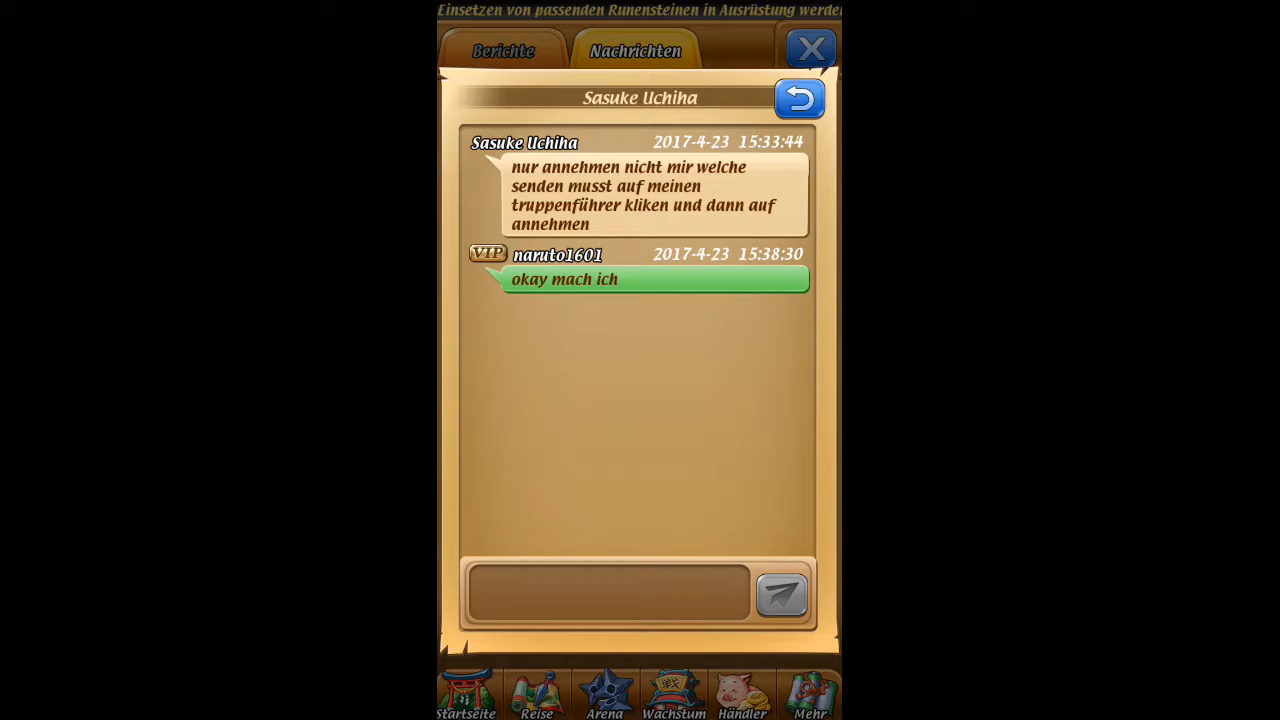 Einsetzen von passenden Runensteinen in Ausrüstung werde
Berichte
Nachrichten
Sasuke Uchiha
Sasuke Uchiha 2017-4-23 15:33:44
nur annehmen nicht mir welche
senden musst auf meinen
truppenführer kliken und dann auf
annehmen
VIP naruto1601 2017-4-23 15:38:30
okay mach ich
戦
Startseite Reise Arena Wachstum Händler Mehr